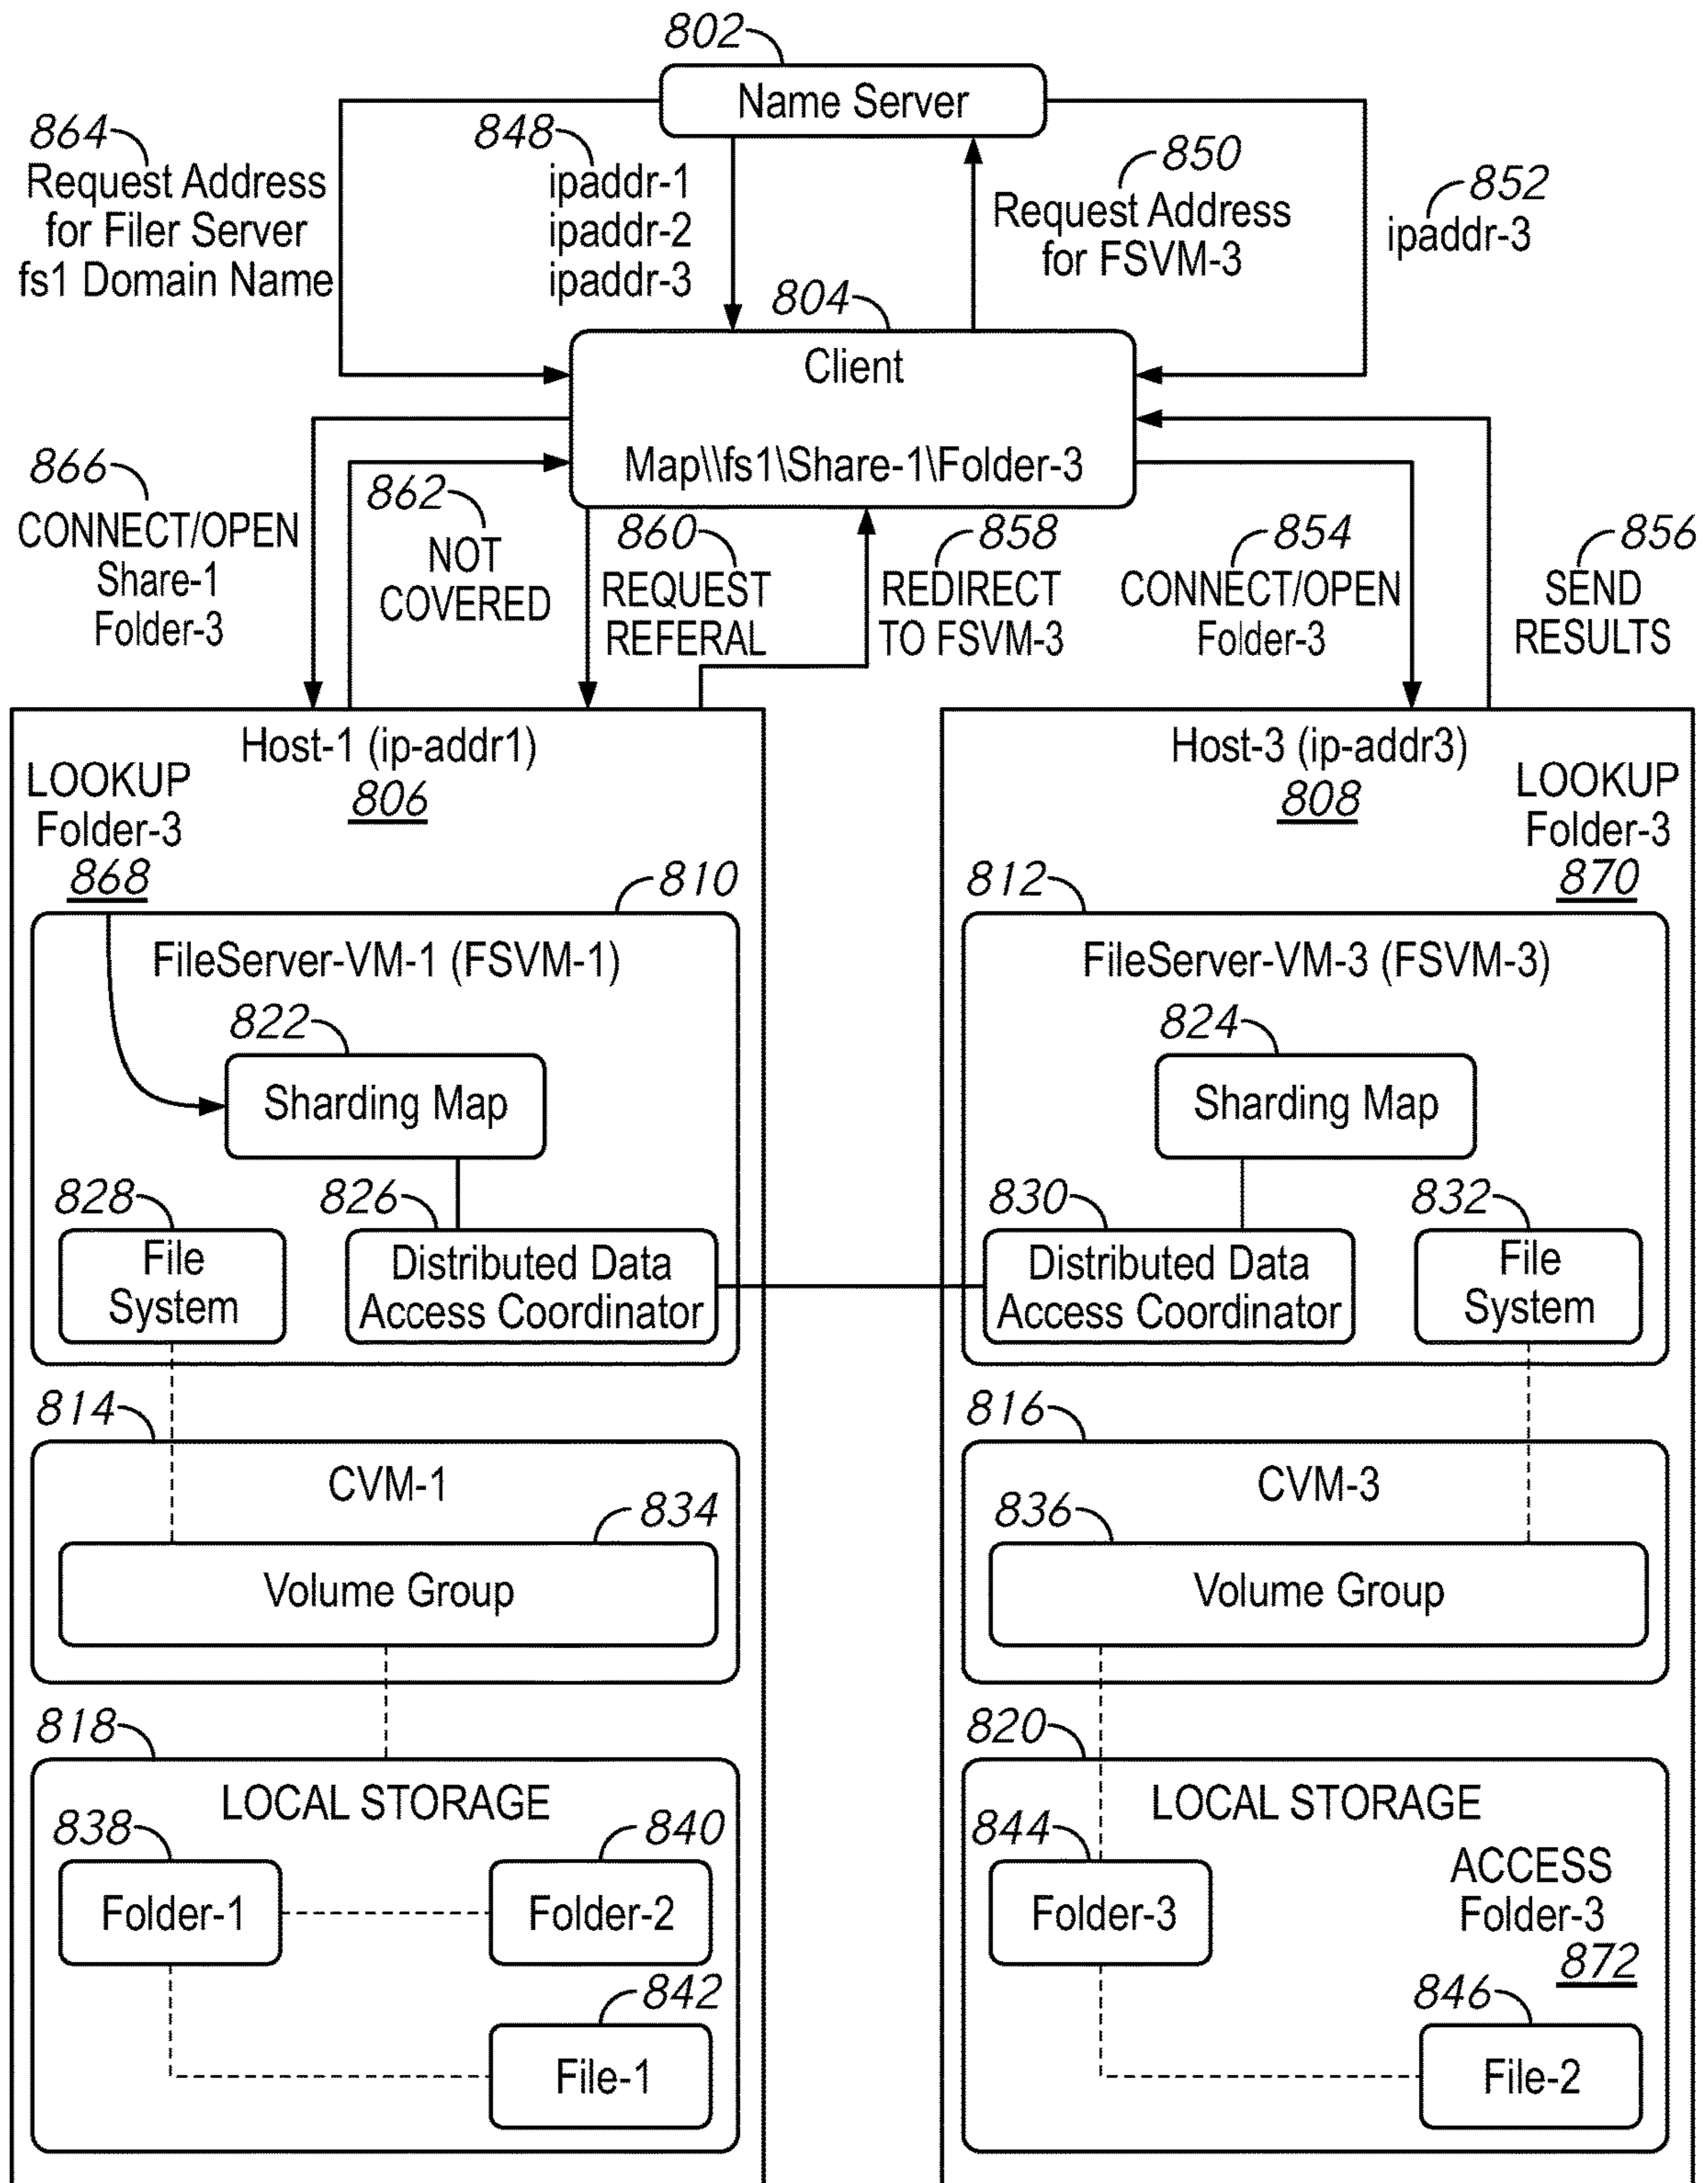 802
Name Server
864
Request Address
for Filer Server
fs1 Domain Name
848
ipaddr-1
ipaddr-2
ipaddr-3
850
Request Address
for FSVM-3
852
ipaddr-3
804
Client
Map\\fs1\Share-1\Folder-3
866
CONNECT/OPEN
Share-1
Folder-3
862
NOT
COVERED
860
REQUEST
REFERAL
858
REDIRECT
TO FSVM-3
854
CONNECT/OPEN
Folder-3
856
SEND
RESULTS
Host-1 (ip-addr1)
806
LOOKUP
Folder-3
868
810
FileServer-VM-1 (FSVM-1)
822
Sharding Map
828
File
System
826
Distributed Data
Access Coordinator
814
CVM-1
834
Volume Group
818
LOCAL STORAGE
838
Folder-1
840
Folder-2
842
File-1
Host-3 (ip-addr3)
808
LOOKUP
Folder-3
870
812
FileServer-VM-3 (FSVM-3)
824
Sharding Map
830
Distributed Data
Access Coordinator
832
File
System
816
CVM-3
836
Volume Group
820
LOCAL STORAGE
844
Folder-3
ACCESS
Folder-3
872
846
File-2